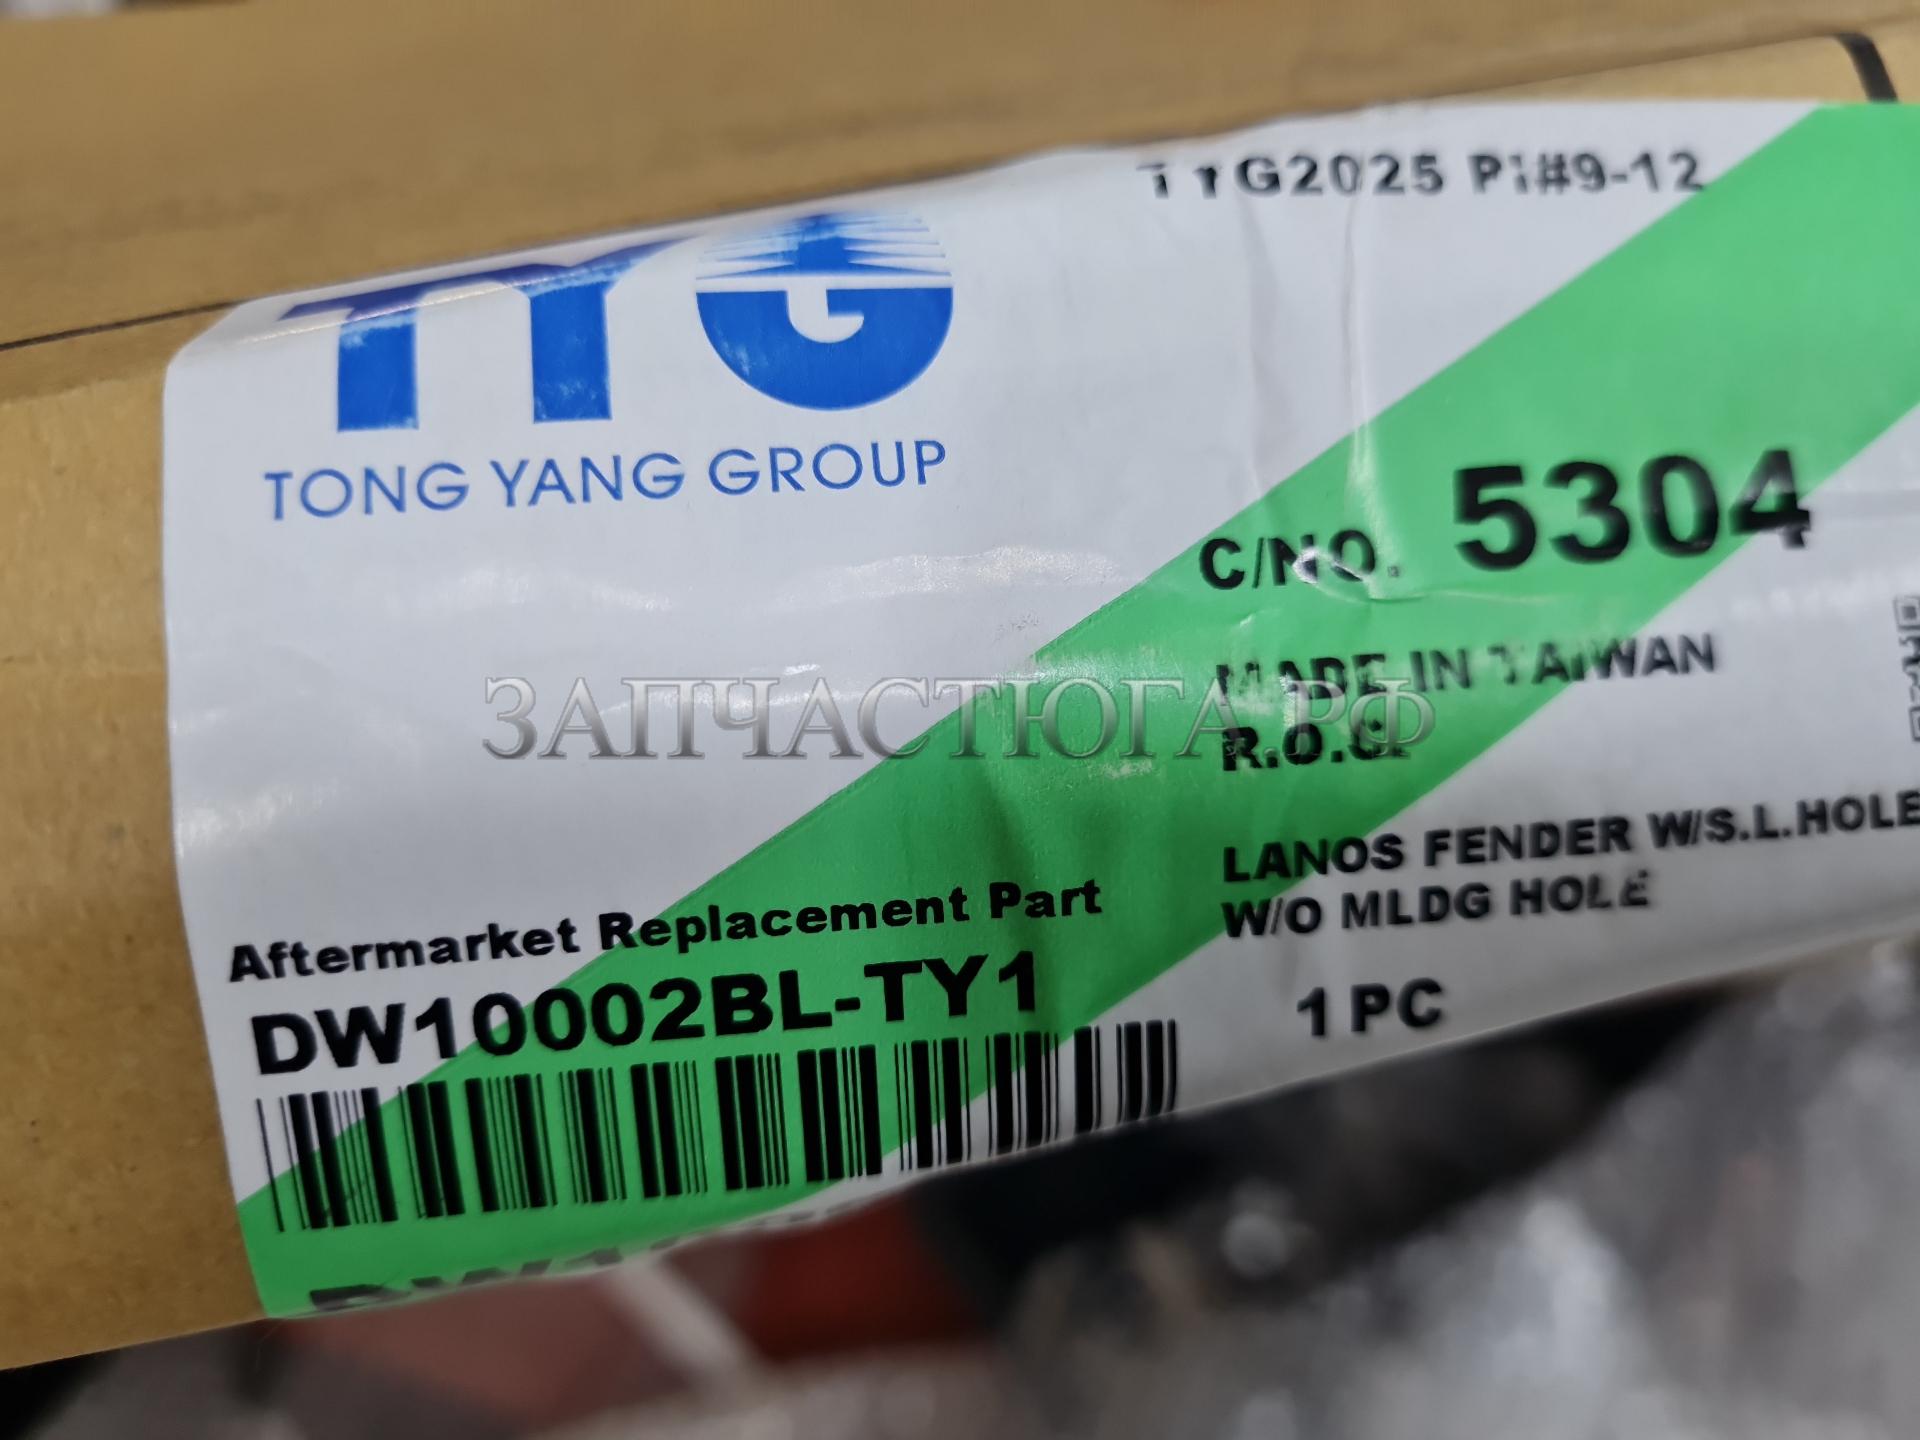 TYG2025 PI#9-12
TYG
TONG YANG GROUP
C/NO. 5304
MADE IN TAIWAN
R.O.C.
ЗАПЧАСТЮГА.РФ
LANOS FENDER W/S.L.HOLE
W/O MLDG HOLE
1 PC
Aftermarket Replacement Part
DW10002BL-TY1